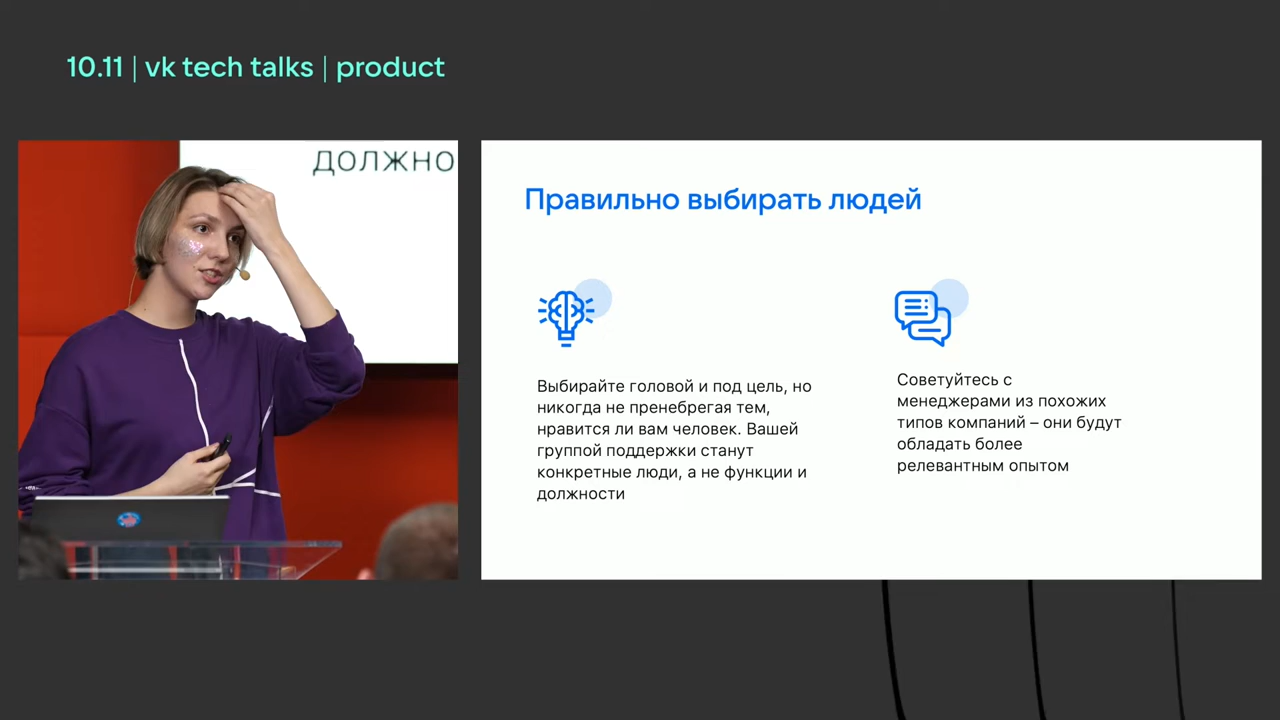 10.11 | vk tech talks | product
ДОЛЖНО
Правильно выбирать людей
Выбирайте головой и под цель, но
никогда не пренебрегая тем,
нравится ли вам человек. Вашей
группой поддержки станут
конкретные люди, а не функции и
должности
Советуйтесь с
менеджерами из похожих
типов компаний – они будут
обладать более
релевантным опытом